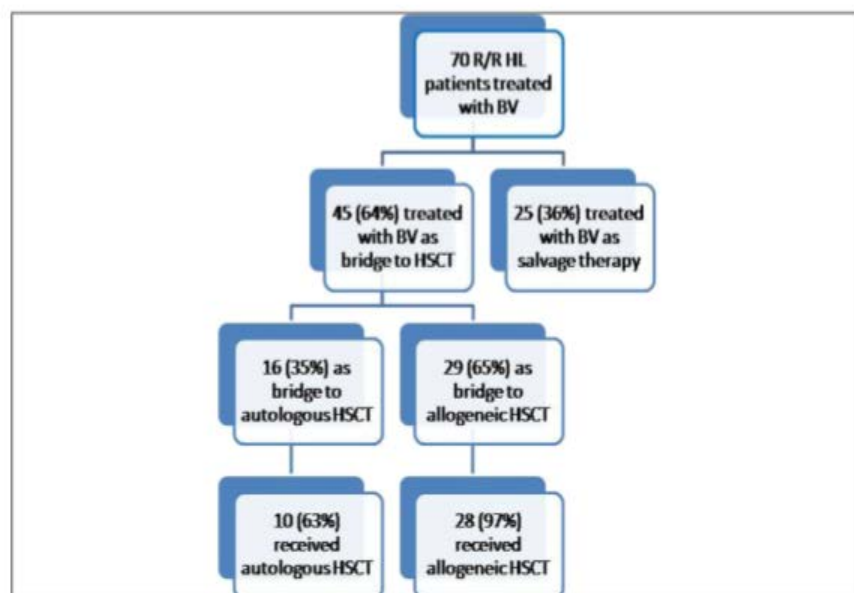 70 R/R HL
patients treated
with BV
45 (64%) treated
with BV as
bridge to HSCT
25 (36%) treated
with BV as
salvage therapy
16 (35%) as
bridge to
autologous HSCT
29 (65%) as
bridge to
allogeneic HSCT
10 (63%)
received
autologous HSCT
28 (97%)
received
allogeneic HSCT